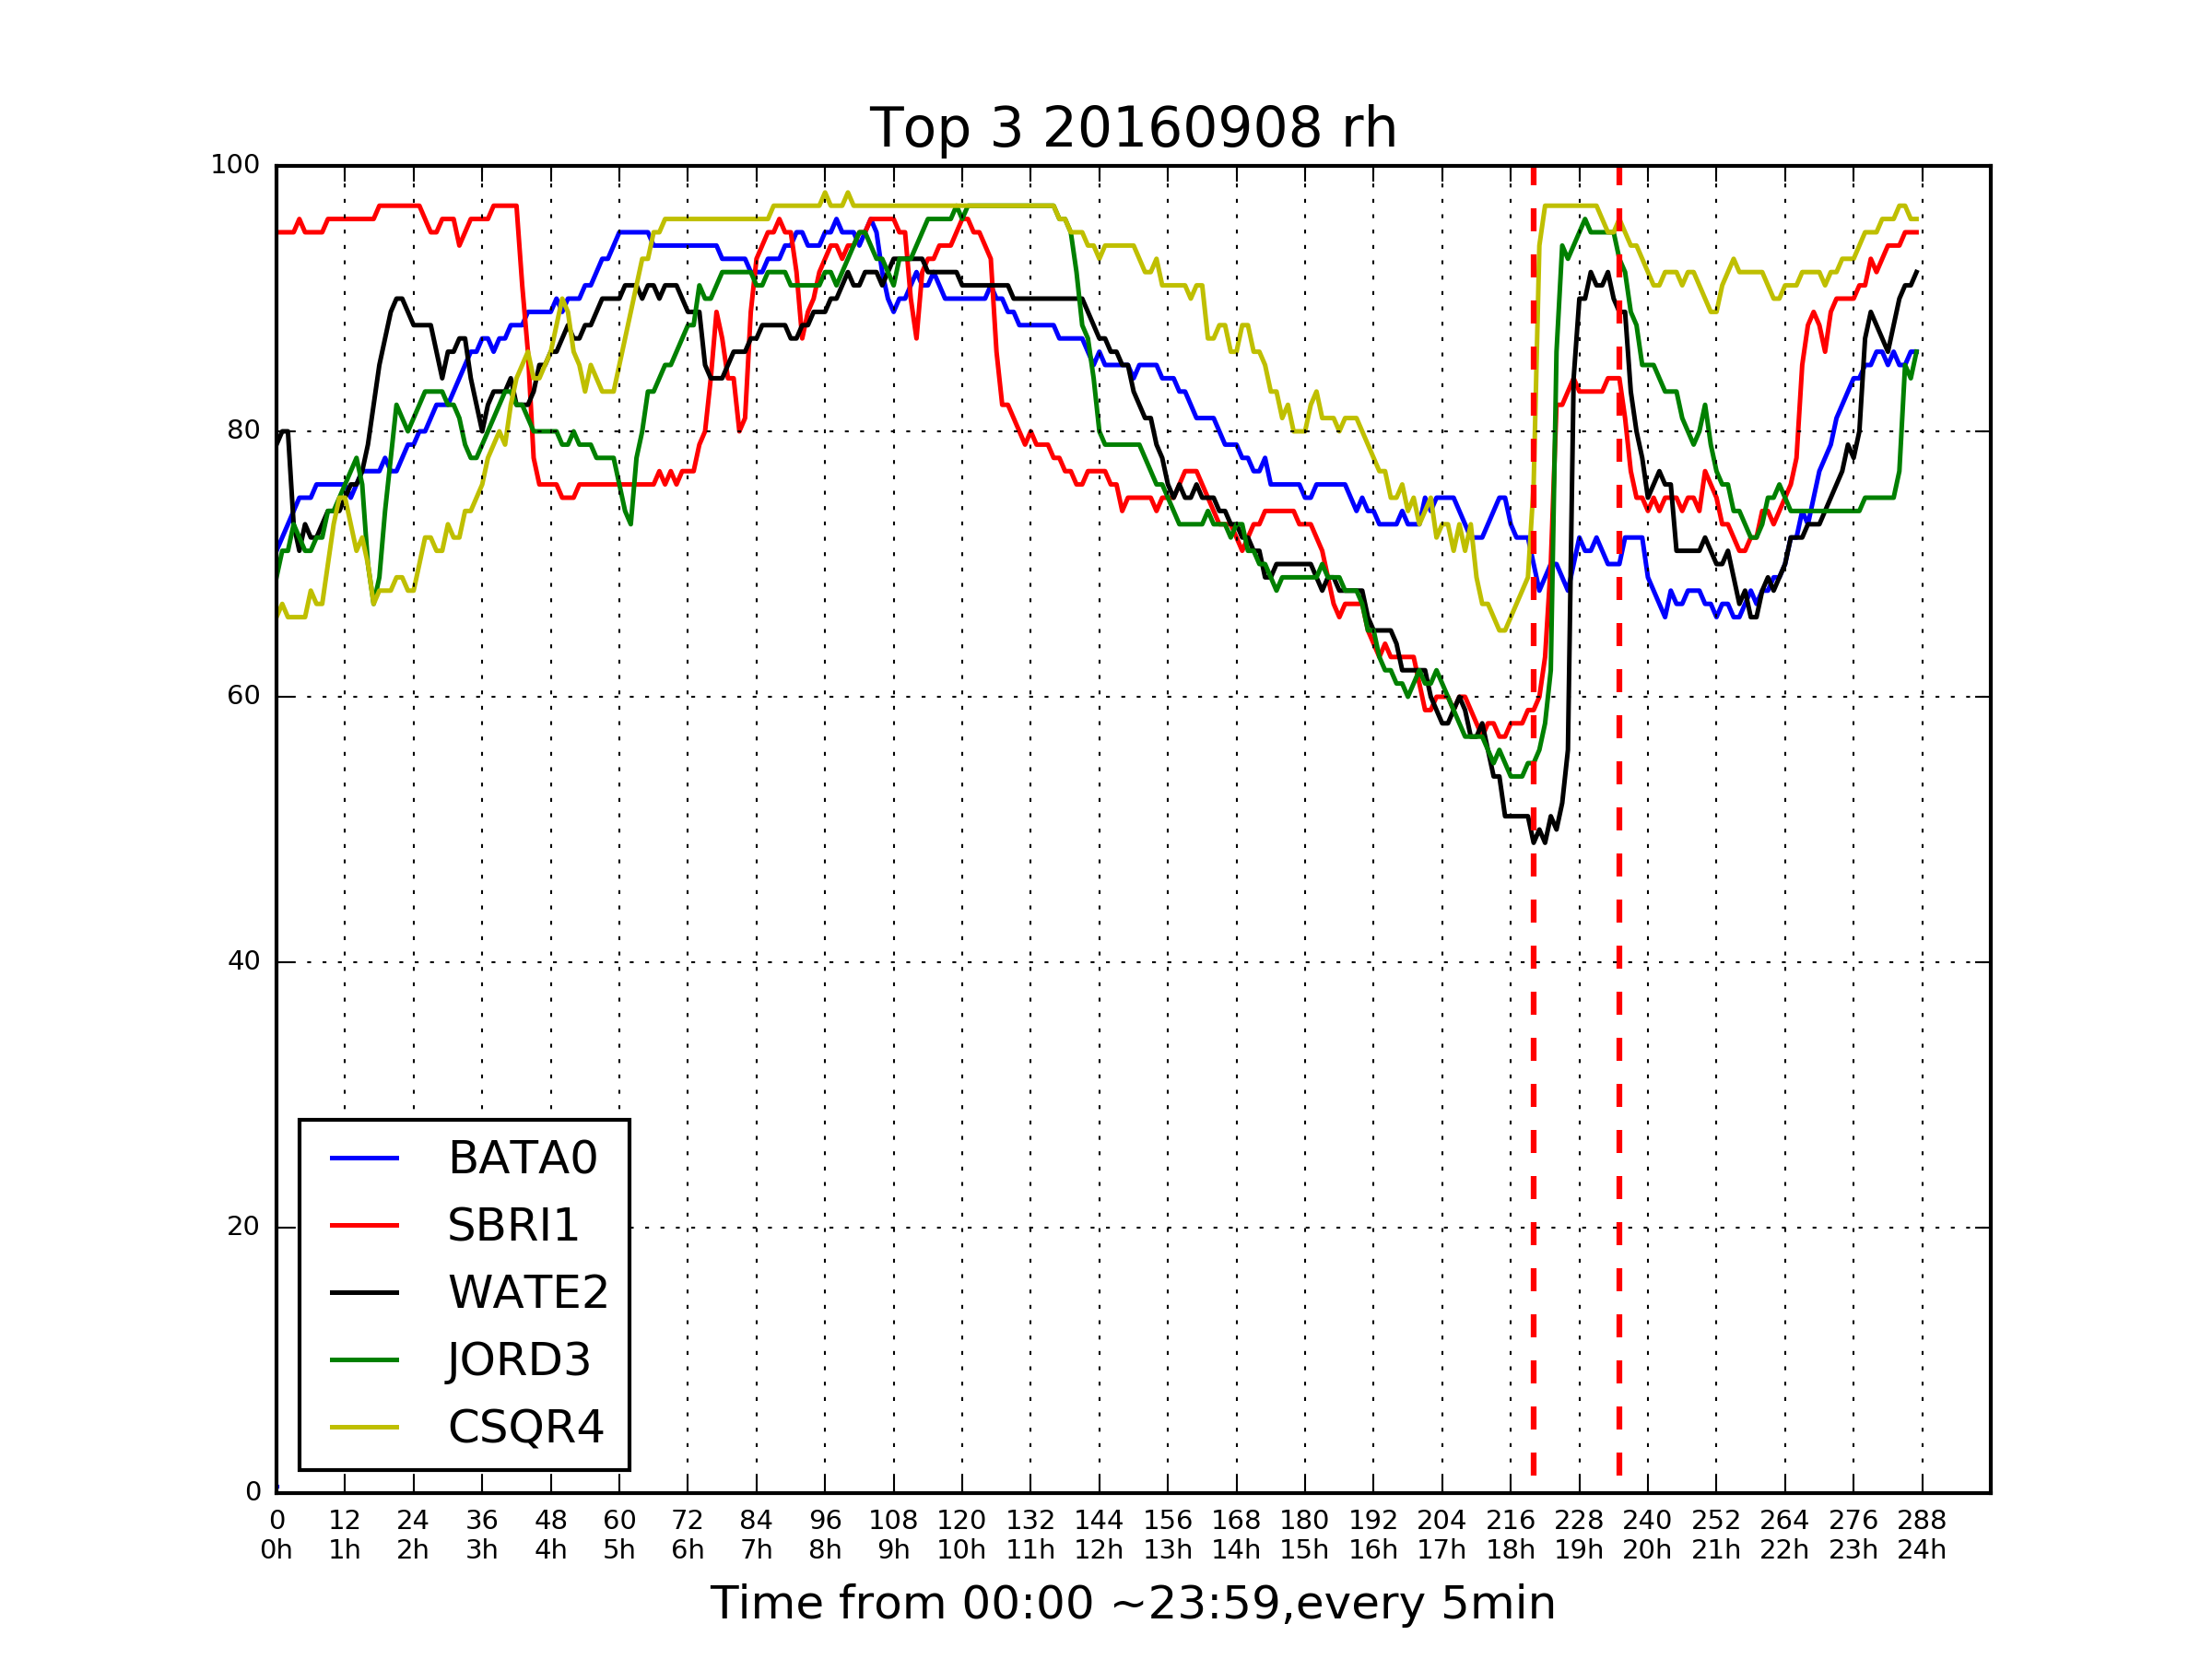 Top 3 20160908 rh
100
80
60
40
20
0
BATA0
SBRI1
WATE2
JORD3
CSQR4
0 12 24 36 48 60 72 84 96 108 120 132 144 156 168 180 192 204 216 228 240 252 264 276 288
0h 1h 2h 3h 4h 5h 6h 7h 8h 9h 10h 11h 12h 13h 14h 15h 16h 17h 18h 19h 20h 21h 22h 23h 24h
Time from 00:00 ~23:59,every 5min